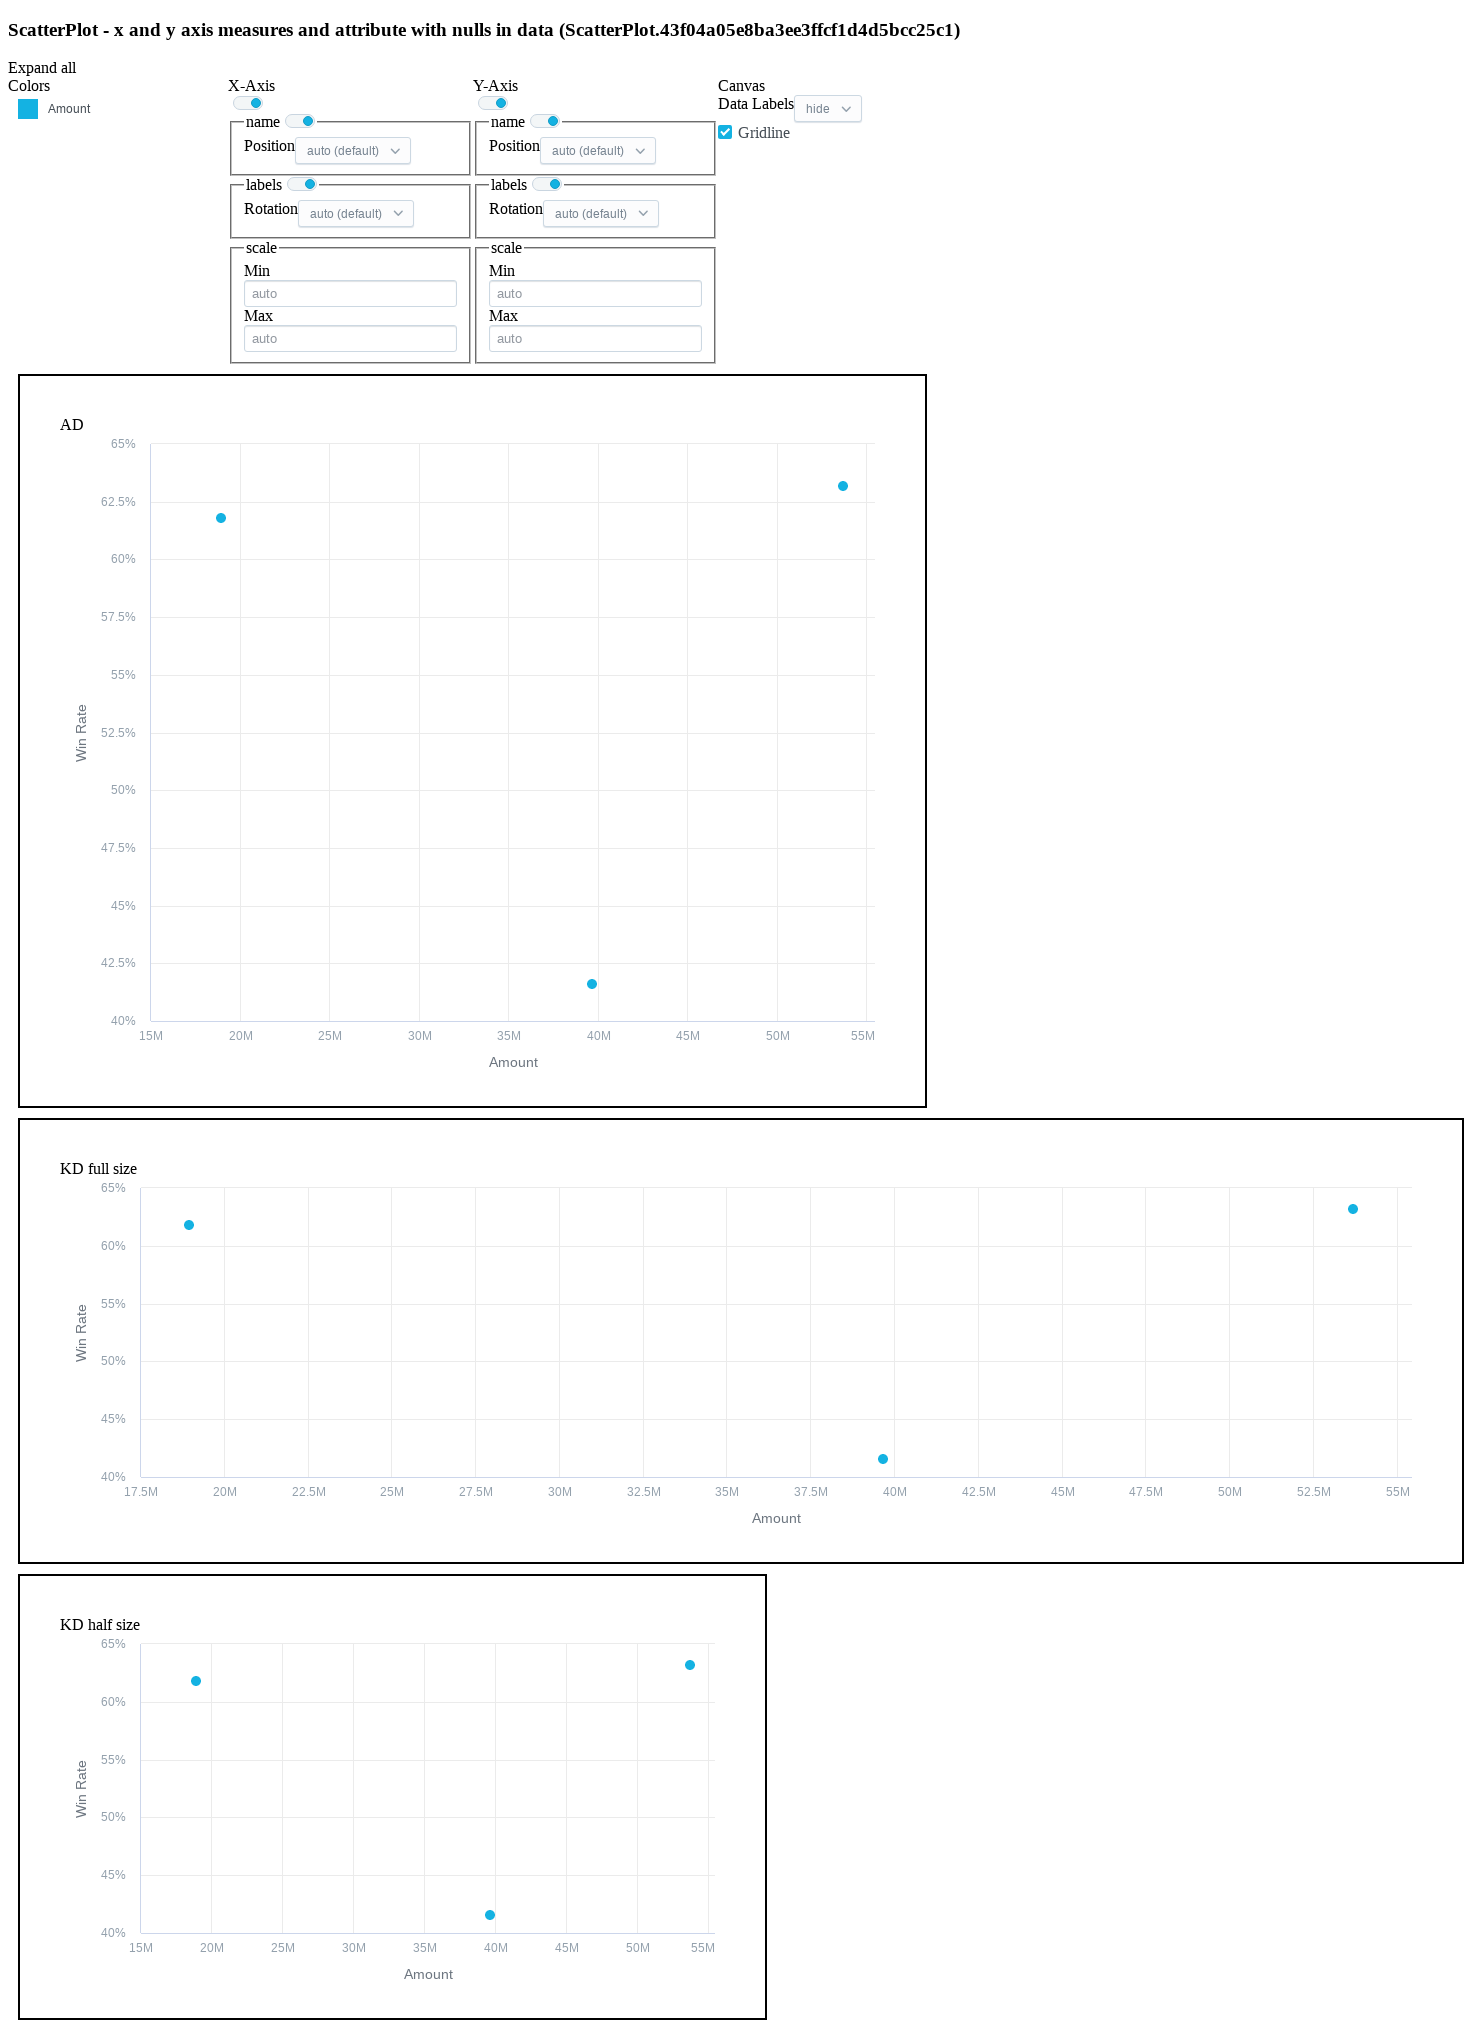 ScatterPlot - x and y axis measures and attribute with nulls in data (ScatterPlot.43f04a05e8ba3ee3ffcf1d4d5bcc25c1)
Expand all
Colors
Amount
X-Axis
name
Position auto (default)
labels
Rotation auto (default)
scale
Min
auto
Max
auto
Y-Axis
name
Position auto (default)
labels
Rotation auto (default)
scale
Min
auto
Max
auto
Canvas
Data Labels hide
Gridline
AD
65%
62.5%
60%
57.5%
55%
52.5%
50%
47.5%
45%
42.5%
40%
Win Rate
15M 20M 25M 30M 35M 40M 45M 50M 55M
Amount
KD full size
65%
60%
55%
50%
45%
40%
Win Rate
17.5M 20M 22.5M 25M 27.5M 30M 32.5M 35M 37.5M 40M 42.5M 45M 47.5M 50M 52.5M 55M
Amount
KD half size
65%
60%
55%
50%
45%
40%
Win Rate
15M 20M 25M 30M 35M 40M 45M 50M 55M
Amount